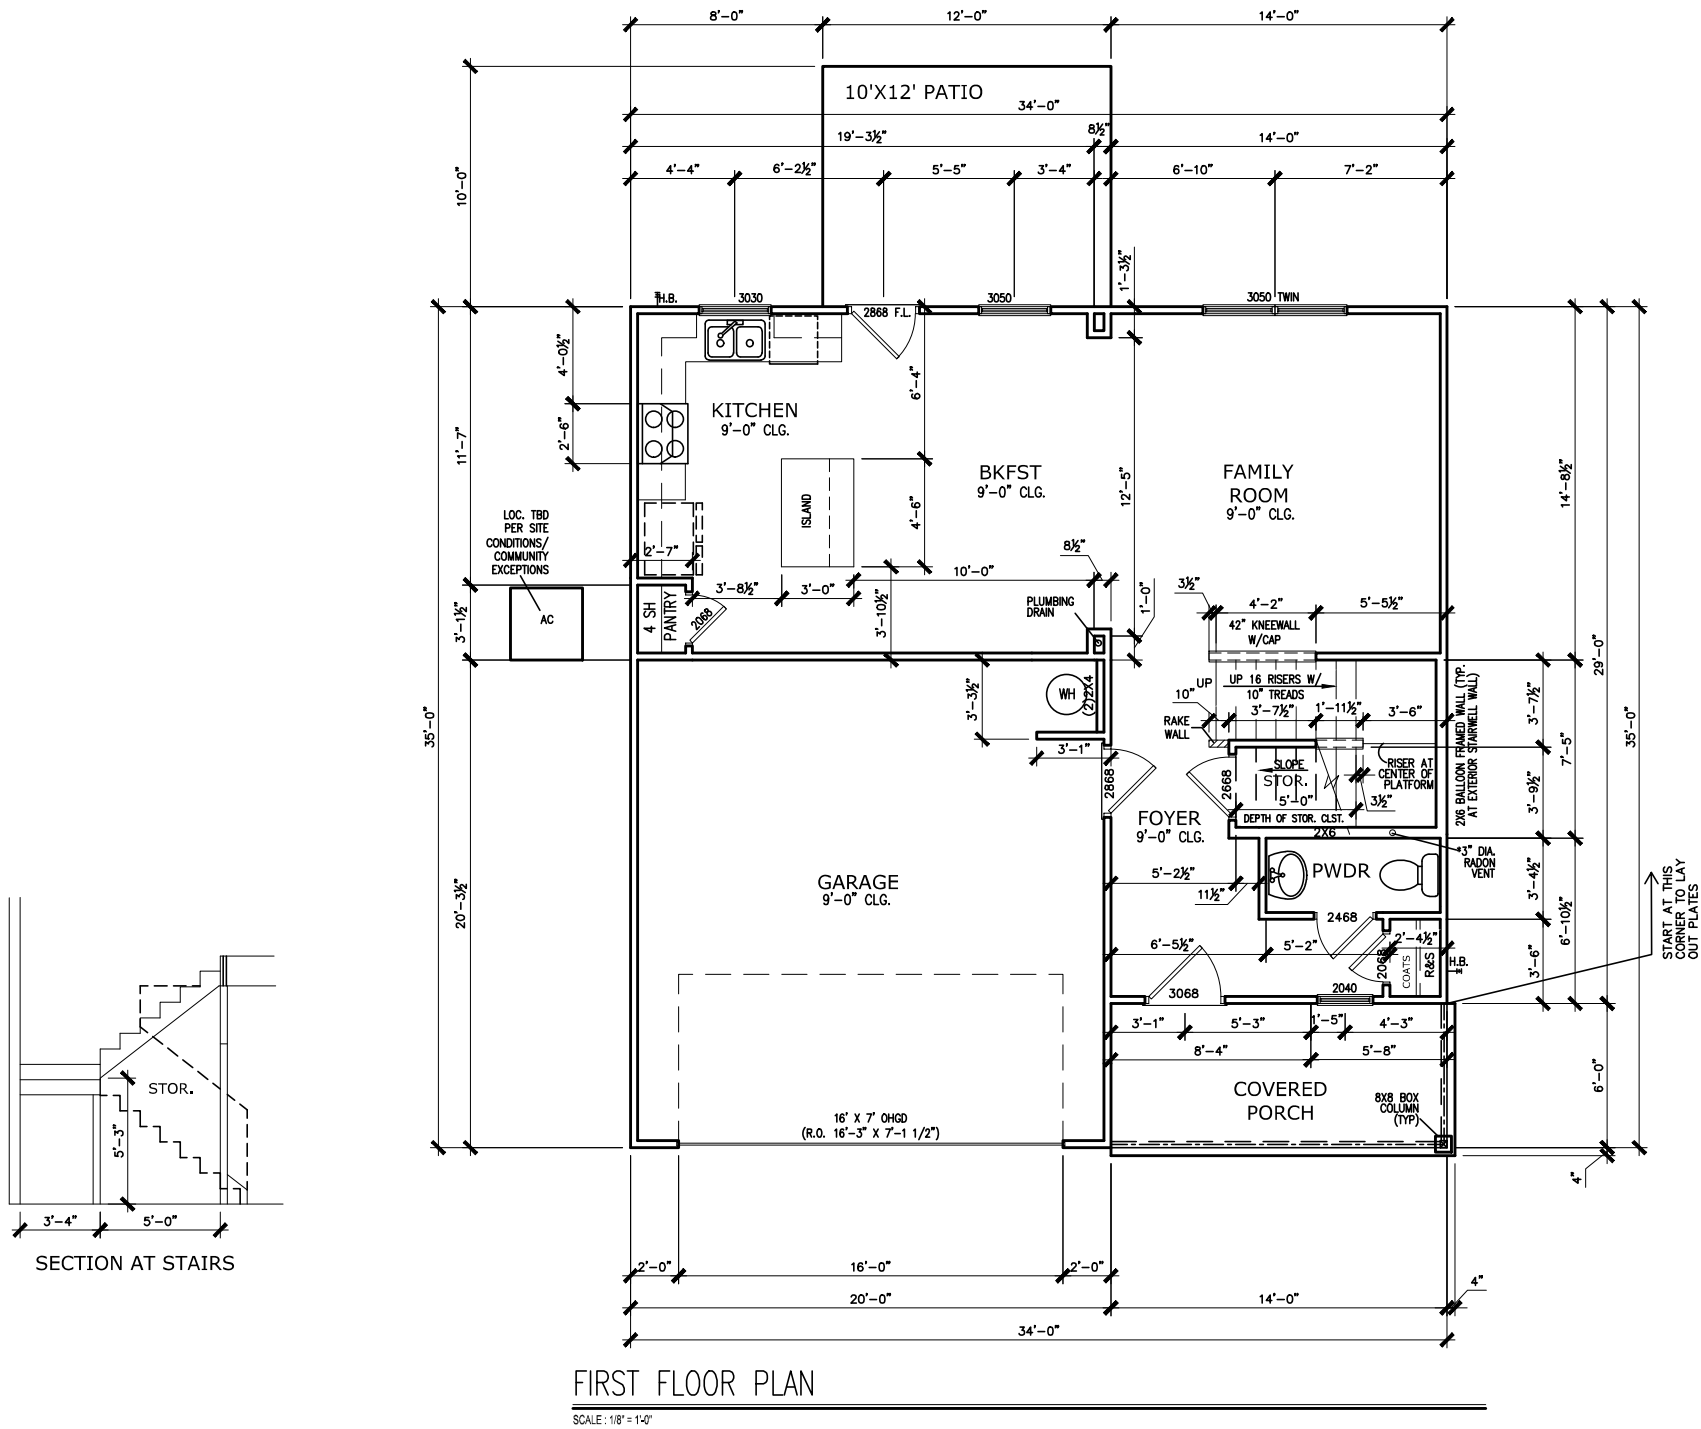 8'-0"
12'-0"
14'-0"
10'X12' PATIO
34'-0"
19'-3½"
8½"
14'-0"
4'-4"
6'-2½"
5'-5"
3'-4"
6'-10"
7'-2"
10'-0"
1'-3½"
H.B.
3030
2868 F.L.
3050
3050 TWIN
4'-0½"
2'-6"
11'-7"
6'-4"
KITCHEN
9'-0" CLG.
BKFST
9'-0" CLG.
FAMILY
ROOM
9'-0" CLG.
12'-5"
14'-8½"
ISLAND
4'-6"
LOC. TBD
PER SITE
CONDITIONS/
COMMUNITY
EXCEPTIONS
AC
2'-7"
8½"
10'-0"
3'-8½"
3'-0"
3'-10½"
1'-0"
3½"
4'-2"
5'-5½"
4 SH
PANTRY
2068
3'-1½"
PLUMBING
DRAIN
42" KNEEWALL
W/CAP
29'-0"
35'-0"
35'-0"
WH
(2)2X4
3'-3½"
3'-1"
UP
UP 16 RISERS W/
10" TREADS
10"
3'-7½"
1'-11½"
3'-6"
RAKE
WALL
2X6 BALLOON FRAMED WALL (TYP.
AT EXTERIOR STAIRWELL WALL)
3'-7½"
7'-5"
3'-9½"
2868
2668
SLOPE
STOR.
RISER AT
CENTER OF
PLATFORM
5'-0"
3½"
DEPTH OF STOR. CLST.
2X6
FOYER
9'-0" CLG.
*3" DIA.
RADON
VENT
PWDR
5'-2½"
11½"
3'-4½"
6'-10½"
GARAGE
9'-0" CLG.
20'-3½"
START AT THIS
CORNER TO LAY
OUT PLATES
2468
6'-5½"
5'-2"
2'-4½"
2068
COATS
R&S
H.B.
3'-6"
3068
2040
3'-1"
5'-3"
1'-5"
4'-3"
8'-4"
5'-8"
COVERED
PORCH
8X8 BOX
COLUMN
(TYP)
6'-0"
4"
16' X 7' OHGD
(R.O. 16'-3" X 7'-1 1/2")
STOR.
5'-3"
3'-4"
5'-0"
SECTION AT STAIRS
2'-0"
16'-0"
2'-0"
4"
20'-0"
14'-0"
34'-0"
FIRST FLOOR PLAN
SCALE : 1/8" = 1'-0"